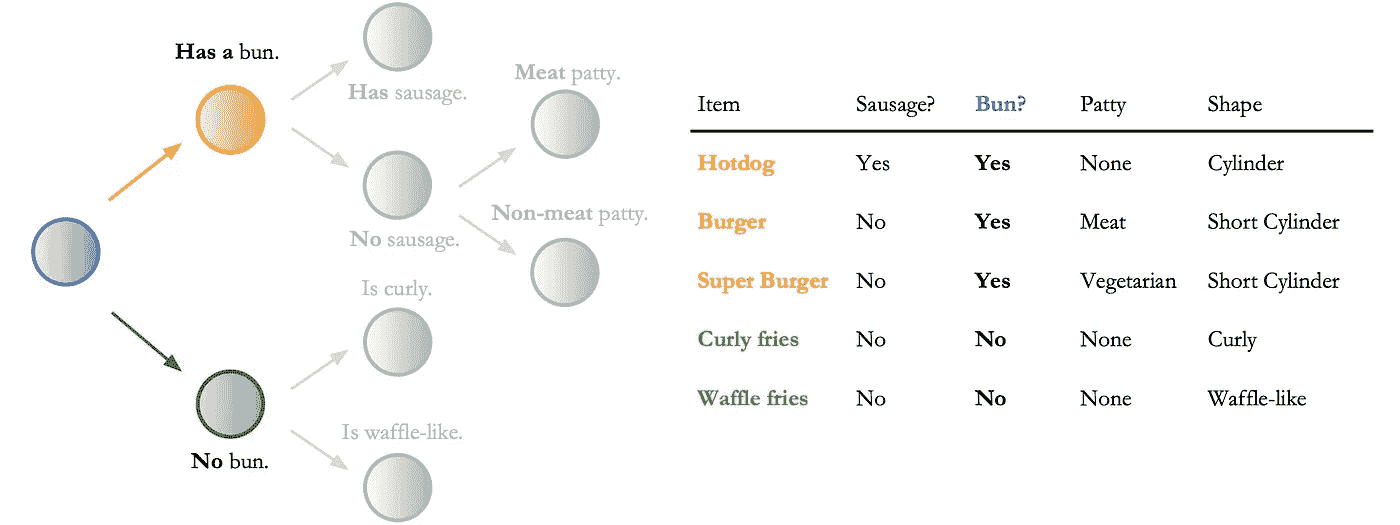 Has a bun.
B
Has sausage.
Meat patty.
No sausage.
Non-meat patty.
Is curly.
No bun.
Is waffle-like.
Item Sausage? Bun? Patty Shape
Hotdog Yes Yes None Cylinder
Burger No Yes Meat Short Cylinder
Super Burger No Yes Vegetarian Short Cylinder
Curly fries No No None Curly
Waffle fries No No None Waffle-like